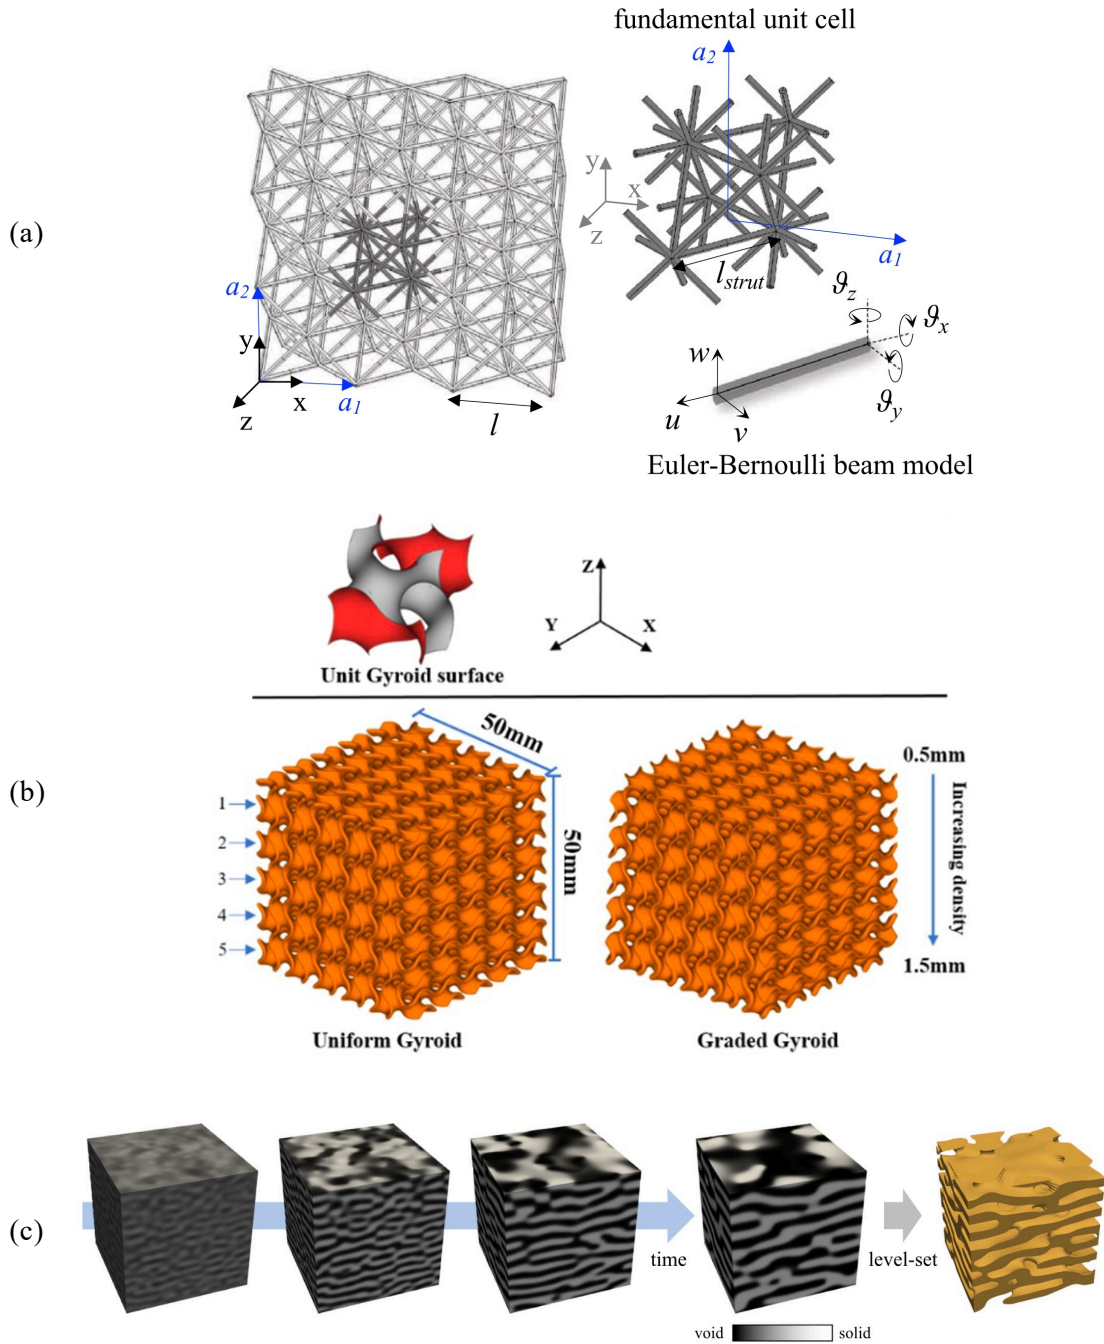 fundamental unit cell
a2
y
x
z
a1
lstrut
(a)
a2
y
x
z
a1
l
ϑz
ϑx
w
ϑy
u
v
Euler-Bernoulli beam model
Z
Y
X
Unit Gyroid surface
(b)
50mm
50mm
1
2
3
4
5
Uniform Gyroid
0.5mm
Increasing density
1.5mm
Graded Gyroid
(c)
time
level-set
void
solid